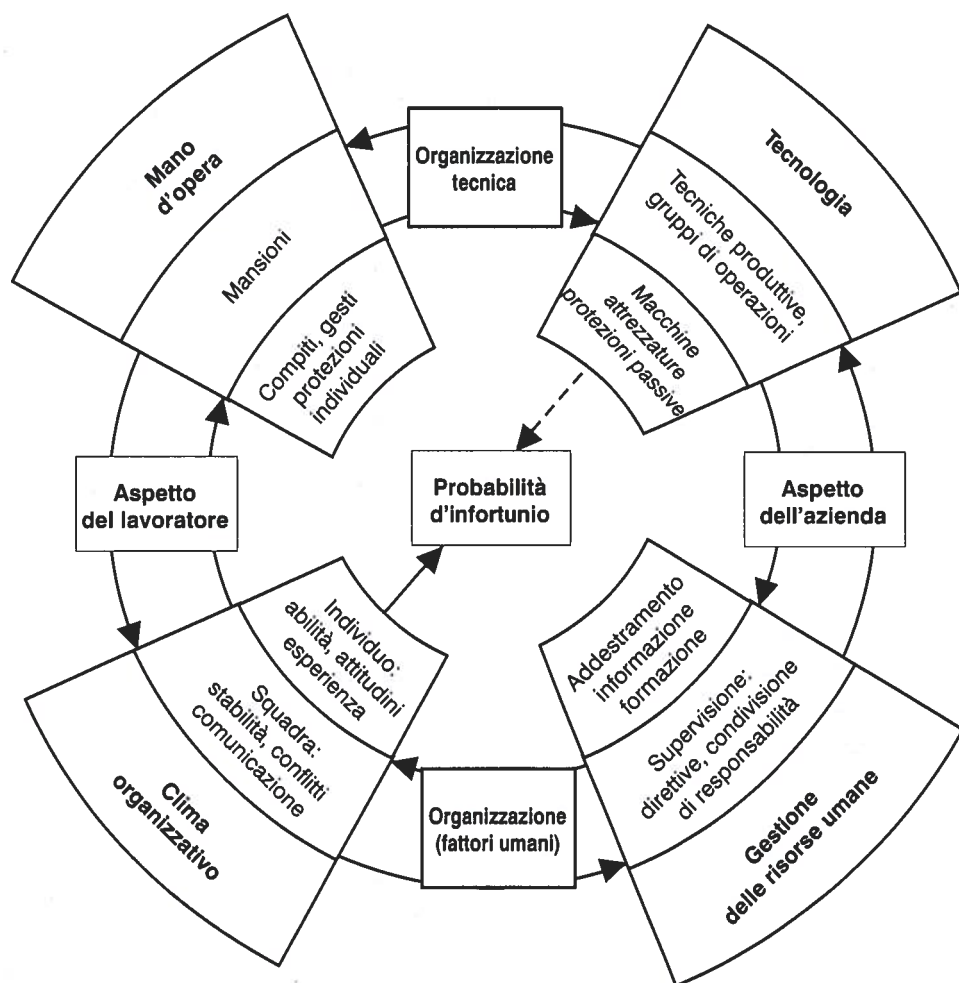 Mano
d'opera
Mansioni
Compiti, gesti
protezioni
individuali
Organizzazione
tecnica
Tecnologia
Tecniche produttive,
gruppi di operazioni
Macchine
attrezzature
protezioni passive
Aspetto
del lavoratore
Probabilità
d'infortunio
Aspetto
dell'azienda
Individuo:
abilità, attitudini
esperienza
Squadra:
stabilità, conflitti
comunicazione
Clima
organizzativo
Organizzazione
(fattori umani)
Addestramento
informazione
formazione
Supervisione:
direttive, condivisione
di responsabilità
Gestione
delle risorse umane